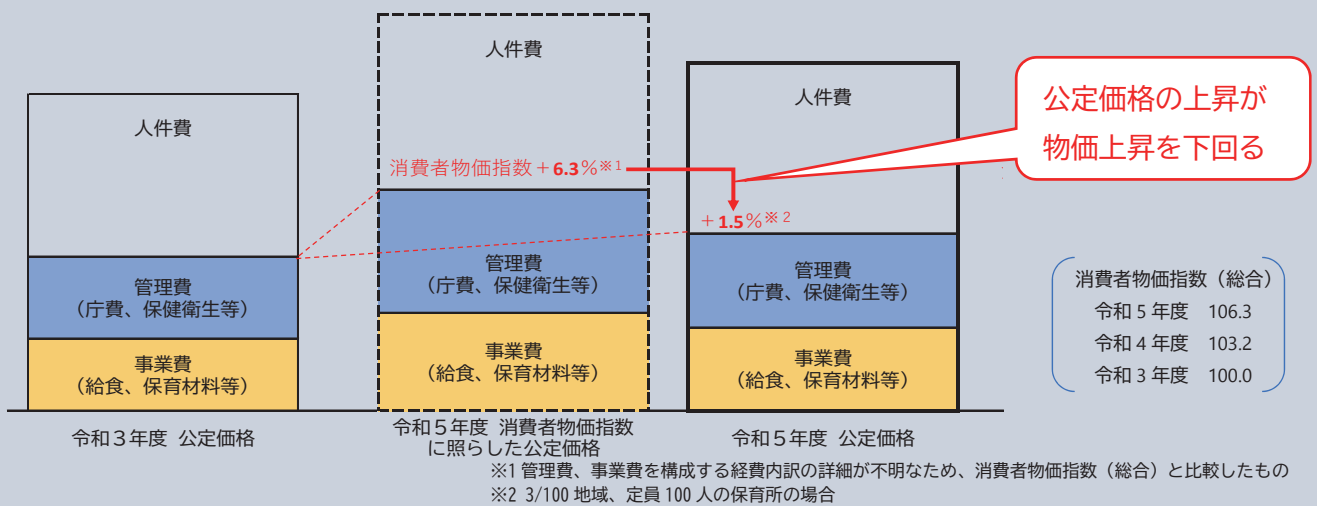 人件費
管理費
(庁費、保健衛生等)
事業費
(給食、保育材料等)
令和３年度 公定価格
人件費
消費者物価指数＋6.3％※1
管理費
(庁費、保健衛生等)
事業費
(給食、保育材料等)
令和５年度 消費者物価指数
に照らした公定価格
人件費
＋1.5％※2
管理費
(庁費、保健衛生等)
事業費
(給食、保育材料等)
令和５年度 公定価格
公定価格の上昇が
物価上昇を下回る
消費者物価指数（総合）
令和５年度 106.3
令和４年度 103.2
令和３年度 100.0
※1 管理費、事業費を構成する経費内訳の詳細が不明なため、消費者物価指数（総合）と比較したもの
※2 3/100 地域、定員 100 人の保育所の場合